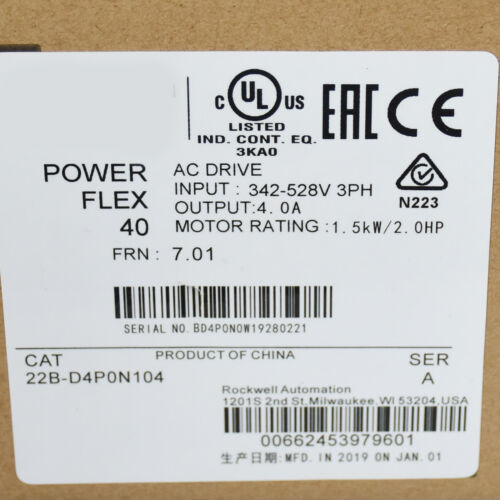 c UL US
LISTED
IND. CONT. EQ.
3KA0
EAC CE
N223
POWER
FLEX
40
FRN : 7.01
AC DRIVE
INPUT : 342-528V 3PH
OUTPUT:4.0A
MOTOR RATING:1.5kW/2.0HP
SERIAL NO.BD4P0N0W19280221
PRODUCT OF CHINA
CAT
22B-D4P0N104
SER
A
Rockwell Automation
1201S 2nd St.Milwaukee,WI 53204,USA
00662453979601
生产日期:MFD. IN 2019 ON JAN. 01